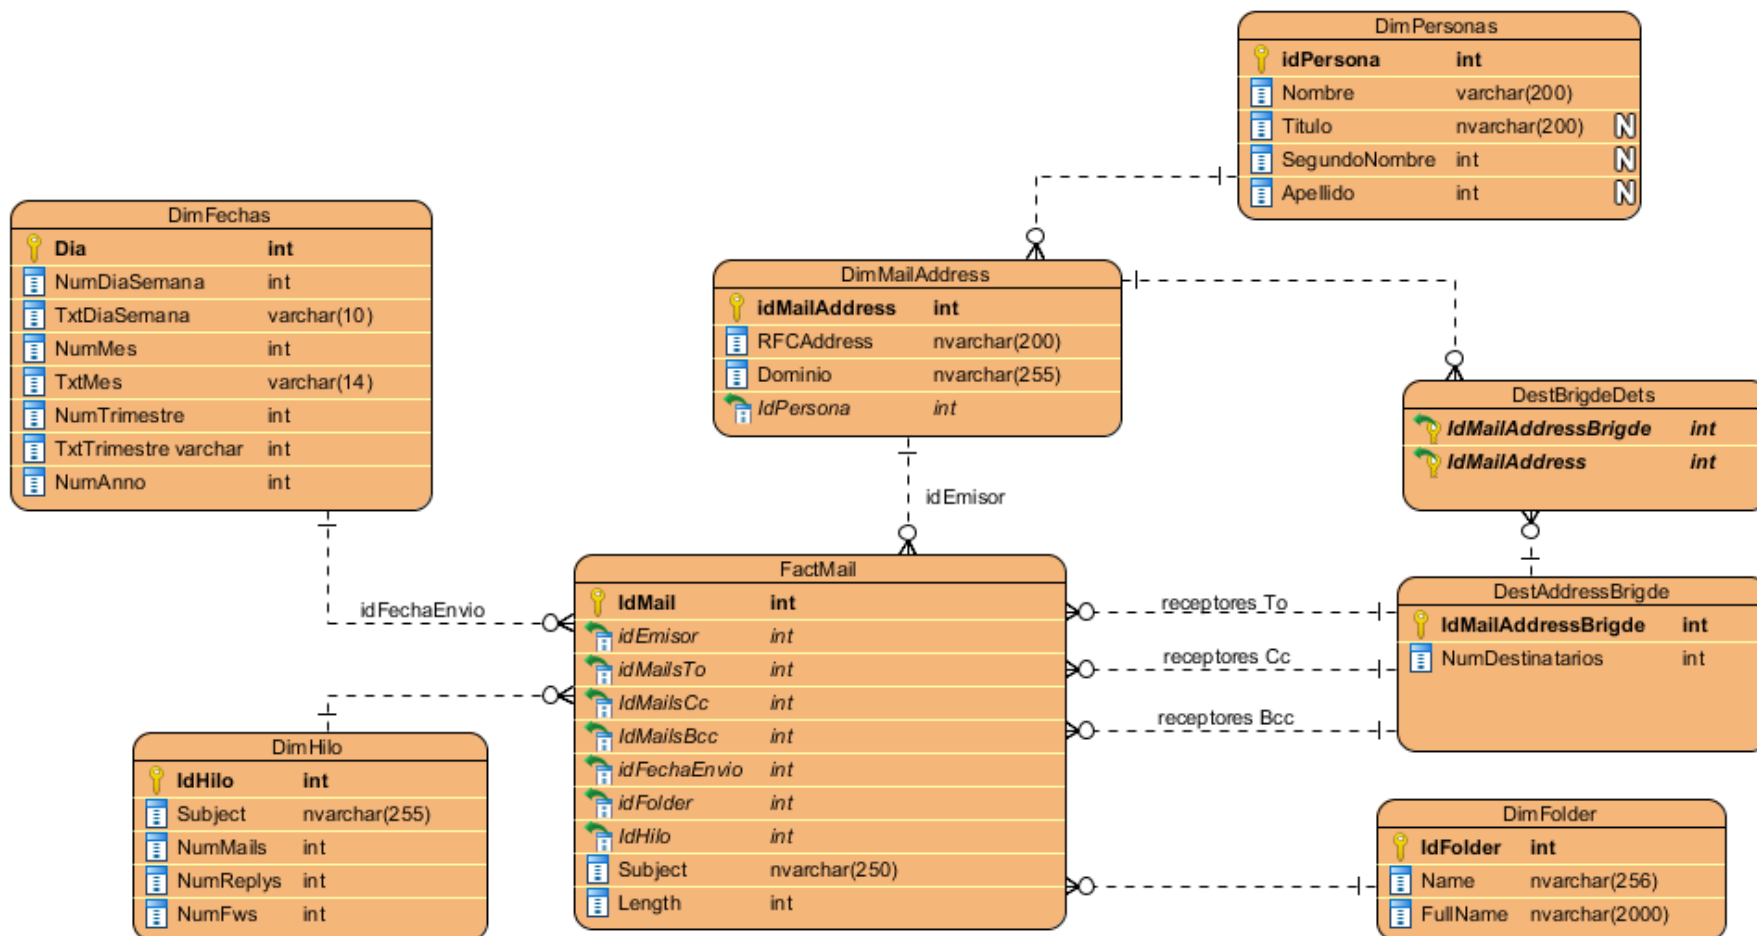 DimPersonas
idPersona int
Nombre varchar(200)
Titulo nvarchar(200) N
SegundoNombre int N
Apellido int N
DimFechas
Dia int
NumDiaSemana int
TxtDiaSemana varchar(10)
NumMes int
TxtMes varchar(14)
NumTrimestre int
TxtTrimestre varchar int
NumAnno int
DimMailAddress
idMailAddress int
RFCAddress nvarchar(200)
Dominio nvarchar(255)
IdPersona int
DestBrigdeDets
IdMailAddressBrigde int
IdMailAddress int
idEmisor
FactMail
IdMail int
idEmisor int
idMailsTo int
IdMailsCc int
IdMailsBcc int
idFechaEnvio int
idFolder int
IdHilo int
Subject nvarchar(250)
Length int
idFechaEnvio
receptores To
receptores Cc
receptores Bcc
DestAddressBrigde
IdMailAddressBrigde int
NumDestinatarios int
DimHilo
IdHilo int
Subject nvarchar(255)
NumMails int
NumReplys int
NumFws int
DimFolder
IdFolder int
Name nvarchar(256)
FullName nvarchar(2000)